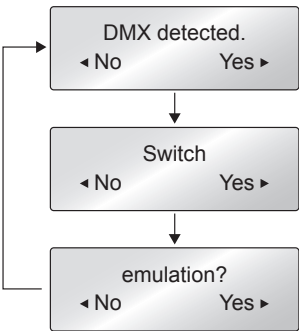 DMX detected.
◂ No Yes ▸
Switch
◂ No Yes ▸
emulation?
◂ No Yes ▸